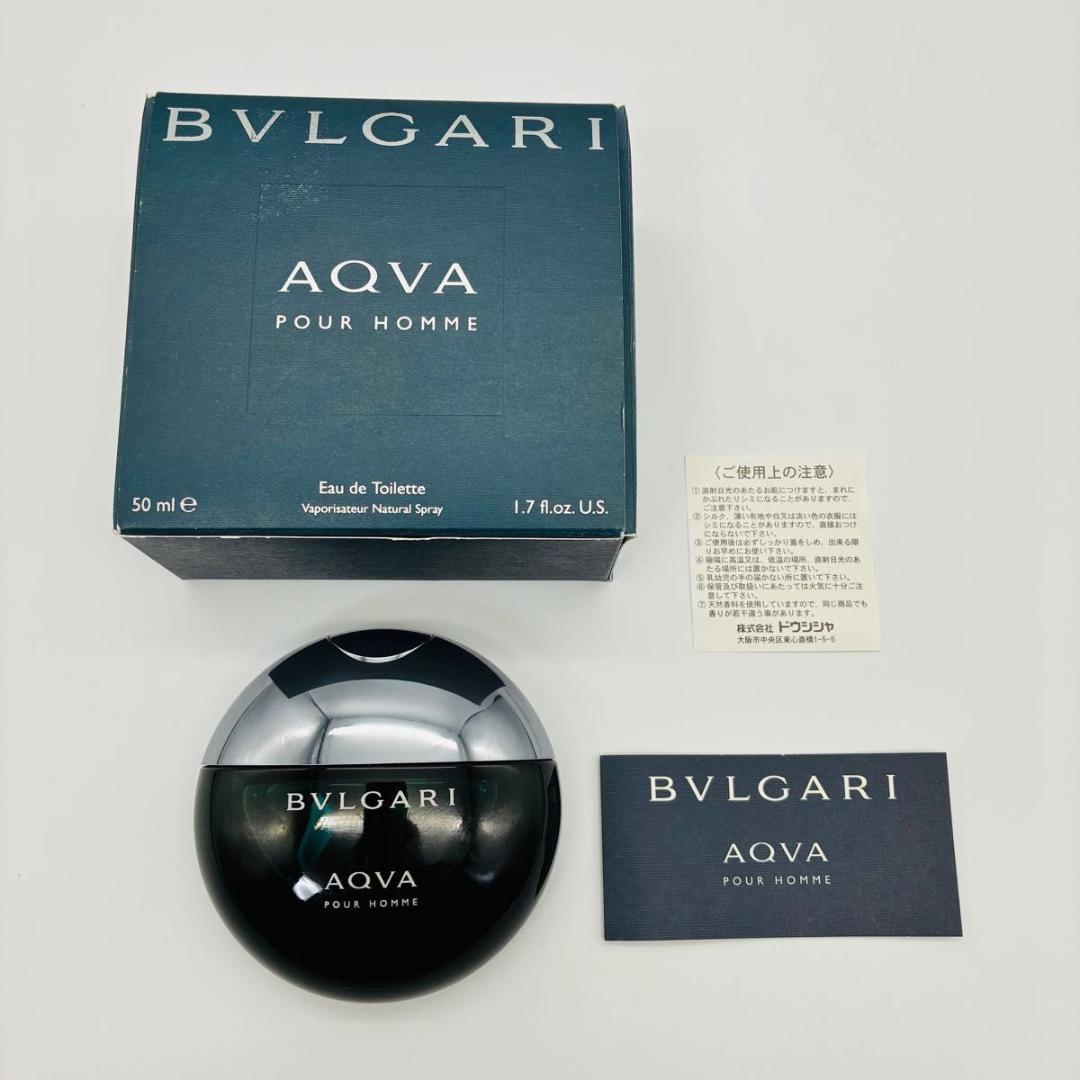 BVLGARI
AQVA
POUR HOMME
Eau de Toilette
50 ml ℮
Vaporisateur Natural Spray
1.7 fl.oz. U.S.
〈ご使用上の注意〉
① 直射日光のあたるお肌につけますと、まれに
かぶれたりシミになることがありますので、
ご注意下さい。
② シルク、薄い布地や白又は淡い色の衣服には
シミになることがありますので、直接おつけ
にならないで下さい。
③ ご使用後は必ずしっかり蓋をしめ、出来る限
りお早めにお使い下さい。
④ 極端に高温又は、低温の場所、直射日光のあ
たる場所には置かないで下さい。
⑤ 乳幼児の手の届かない所に置いて下さい。
⑥ 保管及び取扱いにあたっては火気に十分ご注
意して下さい。
⑦ 天然香料を使用していますので、同じ商品でも
香りが若干違う事があります。
株式会社 ドウシシャ
大阪市中央区東心斎橋1-5-5
BVLGARI
AQVA
POUR HOMME
BVLGARI
AQVA
POUR HOMME